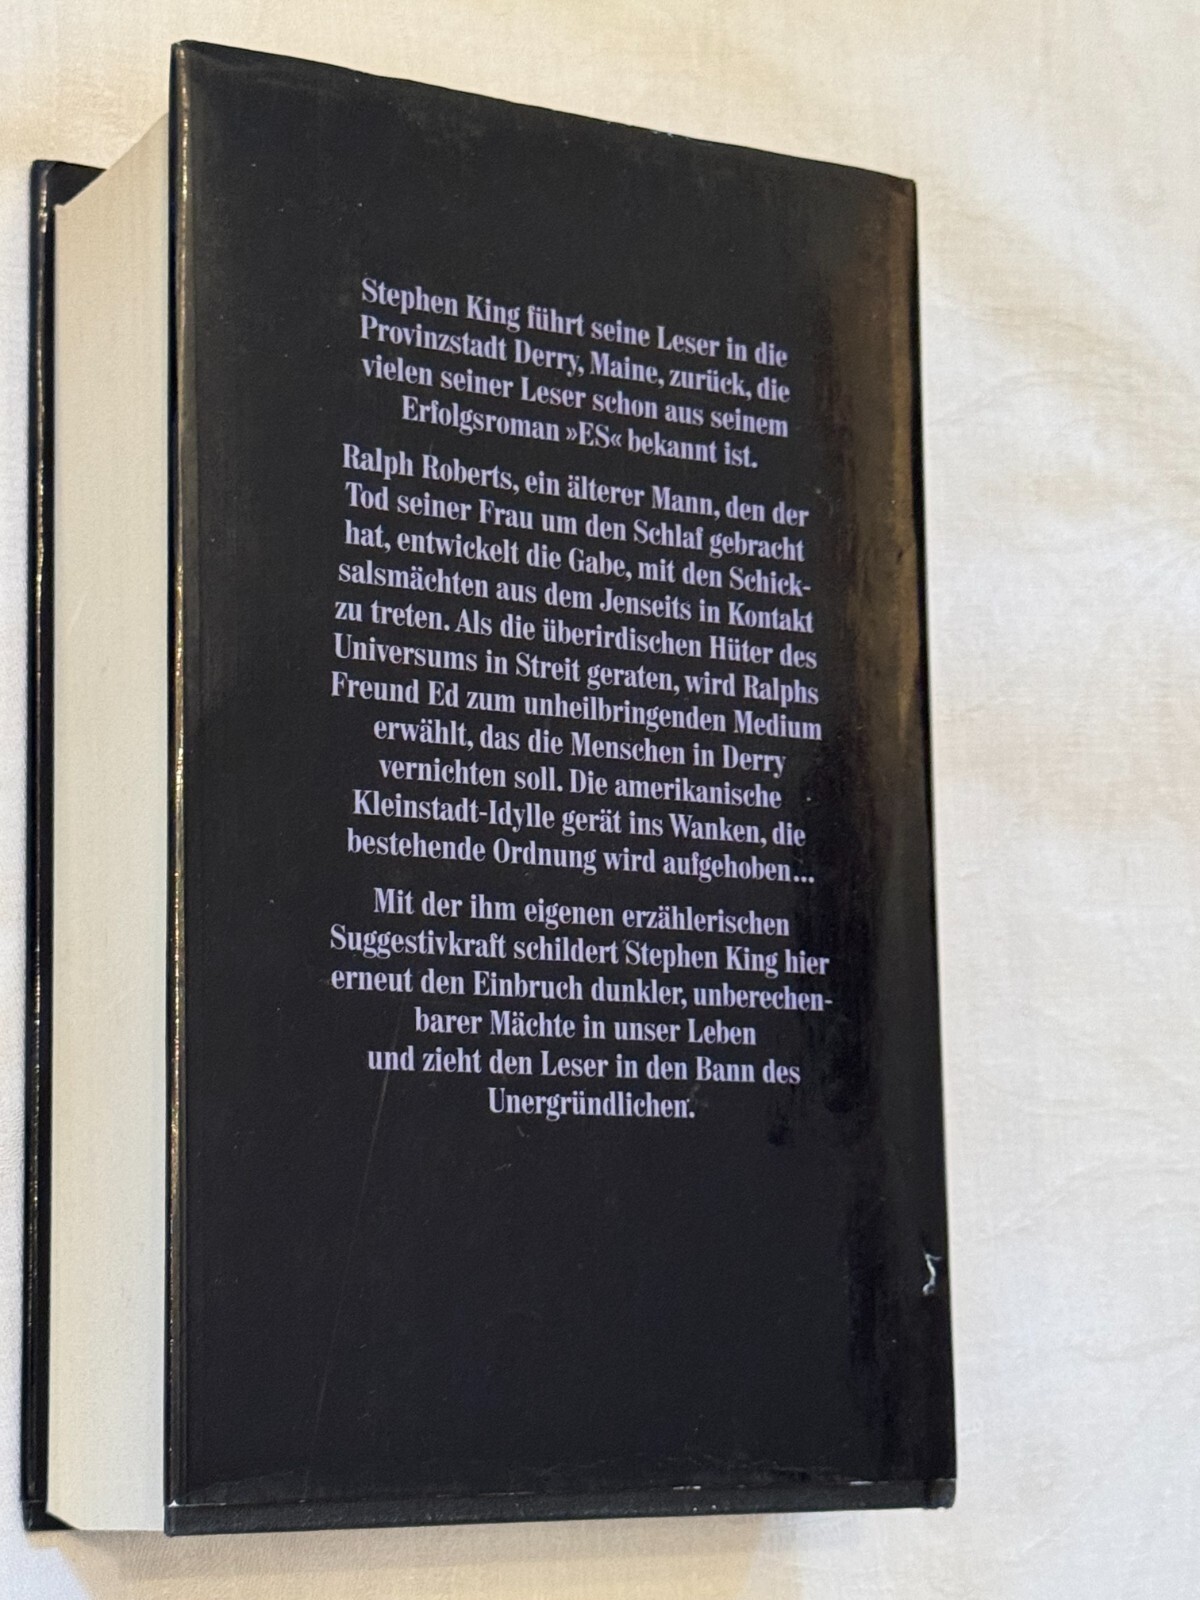 Stephen King führt seine Leser in die
Provinzstadt Derry, Maine, zurück, die
vielen seiner Leser schon aus seinem
Erfolgsroman »ES« bekannt ist.
Ralph Roberts, ein älterer Mann, den der
Tod seiner Frau um den Schlaf gebracht
hat, entwickelt die Gabe, mit den Schick-
salsmächten aus dem Jenseits in Kontakt
zu treten. Als die überirdischen Hüter des
Universums in Streit geraten, wird Ralphs
Freund Ed zum unheilbringenden Medium
erwählt, das die Menschen in Derry
vernichten soll. Die amerikanische
Kleinstadt-Idylle gerät ins Wanken, die
bestehende Ordnung wird aufgehoben...
Mit der ihm eigenen erzählerischen
Suggestivkraft schildert Stephen King hier
erneut den Einbruch dunkler, unberechen-
barer Mächte in unser Leben
und zieht den Leser in den Bann des
Unergründlichen.